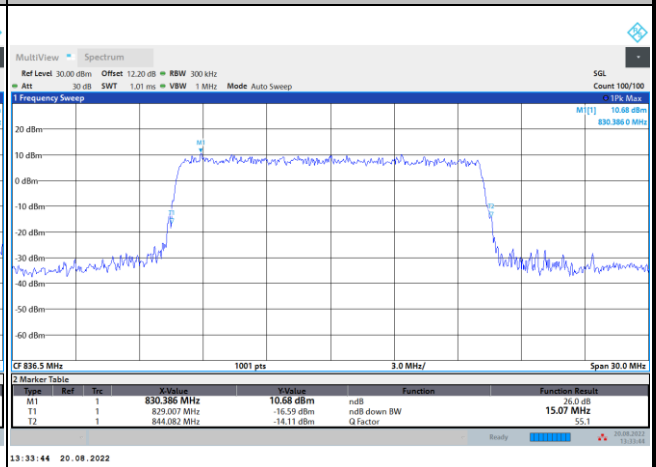 MultiView Spectrum
Ref Level 30.00 dBm Offset 12.20 dB RBW 300 kHz SGL
Att 30 dB SWT 1.01 ms VBW 1 MHz Mode Auto Sweep Count 100/100
1 Frequency Sweep 1Pk Max
M1[1] 10.68 dBm
830.386 0 MHz
20 dBm
M1
10 dBm
0 dBm
-10 dBm
T1 T2
-20 dBm
-30 dBm
-40 dBm
-50 dBm
-60 dBm
CF 836.5 MHz 1001 pts 3.0 MHz/ Span 30.0 MHz
2 Marker Table
Type Ref Trc X-Value Y-Value Function Function Result
M1 1 830.386 MHz 10.68 dBm ndB 26.0 dB
T1 1 829.007 MHz -16.59 dBm ndB down BW 15.07 MHz
T2 1 844.082 MHz -14.11 dBm Q Factor 55.1
Ready 20.08.2022
13:33:44
13:33:44 20.08.2022